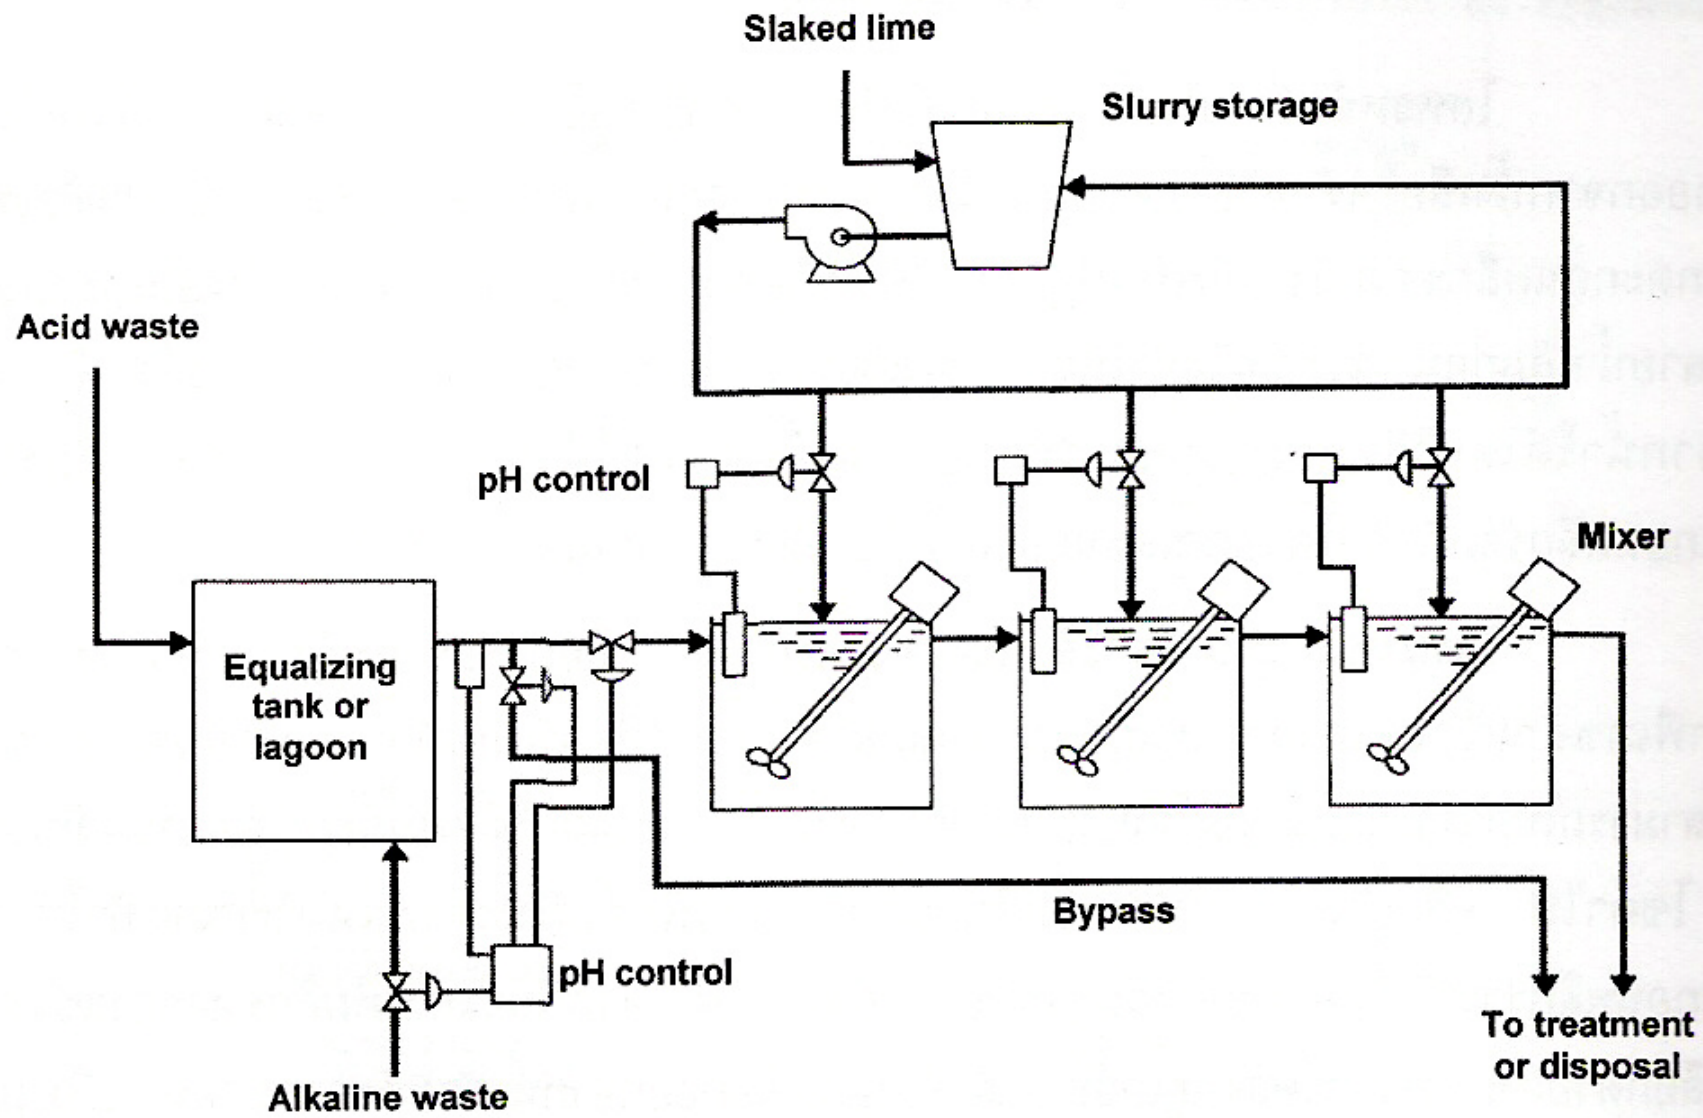 Slaked lime
Slurry storage
Acid waste
pH control
Mixer
Equalizing
tank or
lagoon
Bypass
pH control
To treatment
or disposal
Alkaline waste